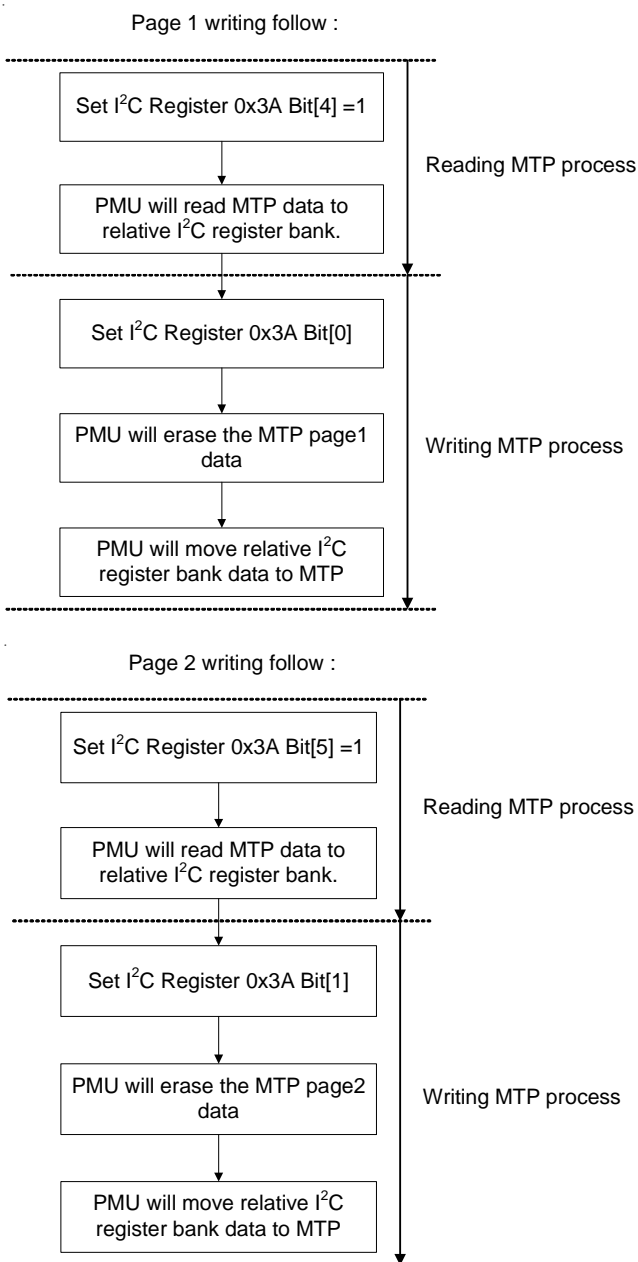 Page 1 writing follow :
Set I²C Register 0x3A Bit[4] =1
Reading MTP process
PMU will read MTP data to
relative I²C register bank.
Set I²C Register 0x3A Bit[0]
PMU will erase the MTP page1
data
Writing MTP process
PMU will move relative I²C
register bank data to MTP
Page 2 writing follow :
Set I²C Register 0x3A Bit[5] =1
Reading MTP process
PMU will read MTP data to
relative I²C register bank.
Set I²C Register 0x3A Bit[1]
PMU will erase the MTP page2
data
Writing MTP process
PMU will move relative I²C
register bank data to MTP